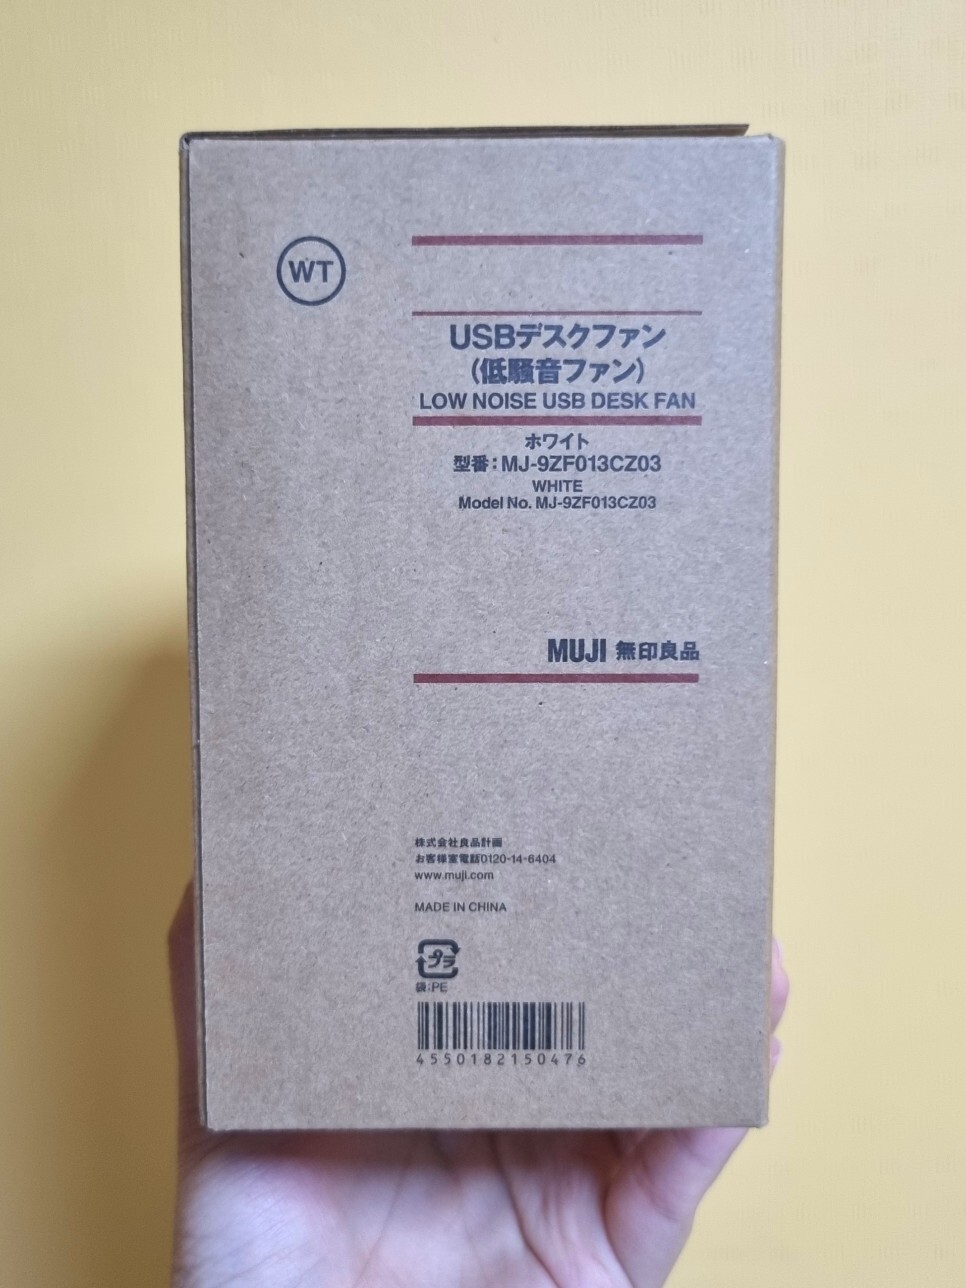 WT
USBデスクファン
(低騒音ファン)
LOW NOISE USB DESK FAN
ホワイト
型番:MJ-9ZF013CZ03
WHITE
Model No. MJ-9ZF013CZ03
MUJI 無印良品
株式会社良品計画
お客様室電話0120-14-6404
www.muji.com
MADE IN CHINA
プラ
袋:PE
4550182150476